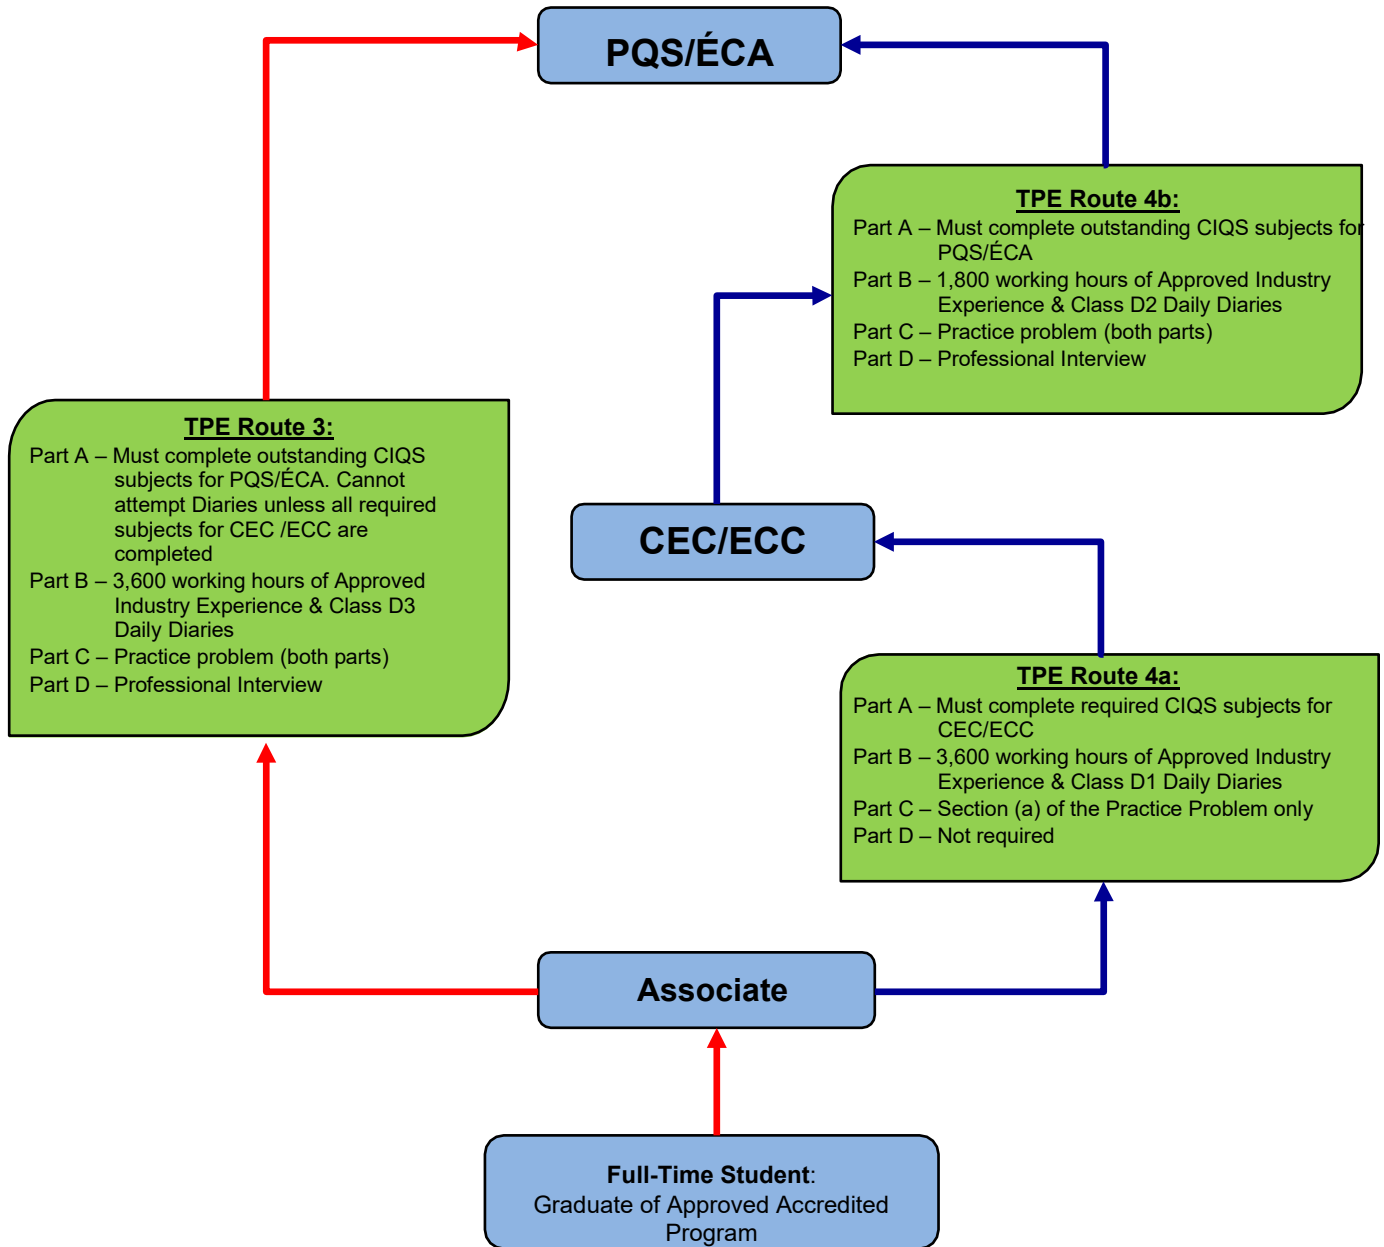 PQS/ÉCA
TPE Route 4b:
Part A – Must complete outstanding CIQS subjects for
PQS/ÉCA
Part B – 1,800 working hours of Approved Industry
Experience & Class D2 Daily Diaries
Part C – Practice problem (both parts)
Part D – Professional Interview
TPE Route 3:
Part A – Must complete outstanding CIQS
subjects for PQS/ÉCA. Cannot
attempt Diaries unless all required
subjects for CEC /ECC are
completed
Part B – 3,600 working hours of Approved
Industry Experience & Class D3
Daily Diaries
Part C – Practice problem (both parts)
Part D – Professional Interview
CEC/ECC
TPE Route 4a:
Part A – Must complete required CIQS subjects for
CEC/ECC
Part B – 3,600 working hours of Approved Industry
Experience & Class D1 Daily Diaries
Part C – Section (a) of the Practice Problem only
Part D – Not required
Associate
Full-Time Student:
Graduate of Approved Accredited
Program